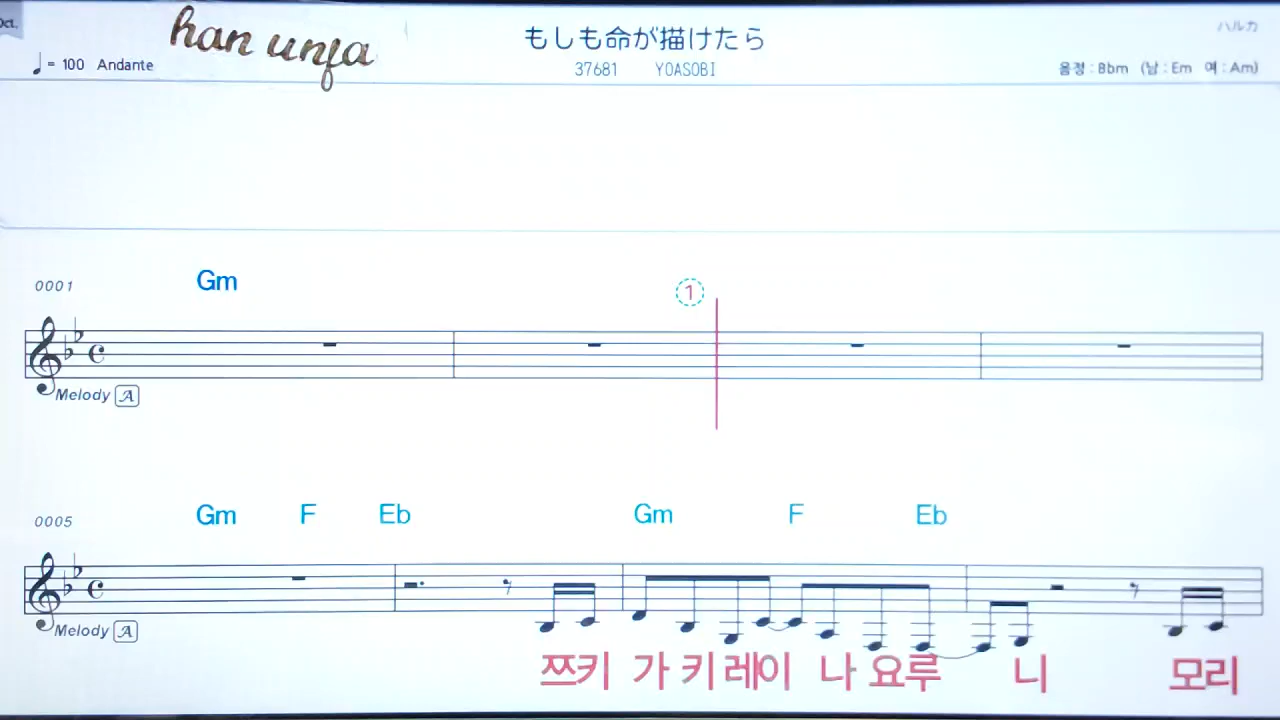 Oct.
han unfa
もしも命が描けたら
ハルカ
♩= 100 Andante
37681 YOASOBI
음정 : Bbm (남 : Em 여 : Am)
0001 Gm ①
Melody A
0005 Gm F Eb Gm F Eb
Melody A
쯔키 가 키 레이 나 요루 니 모리